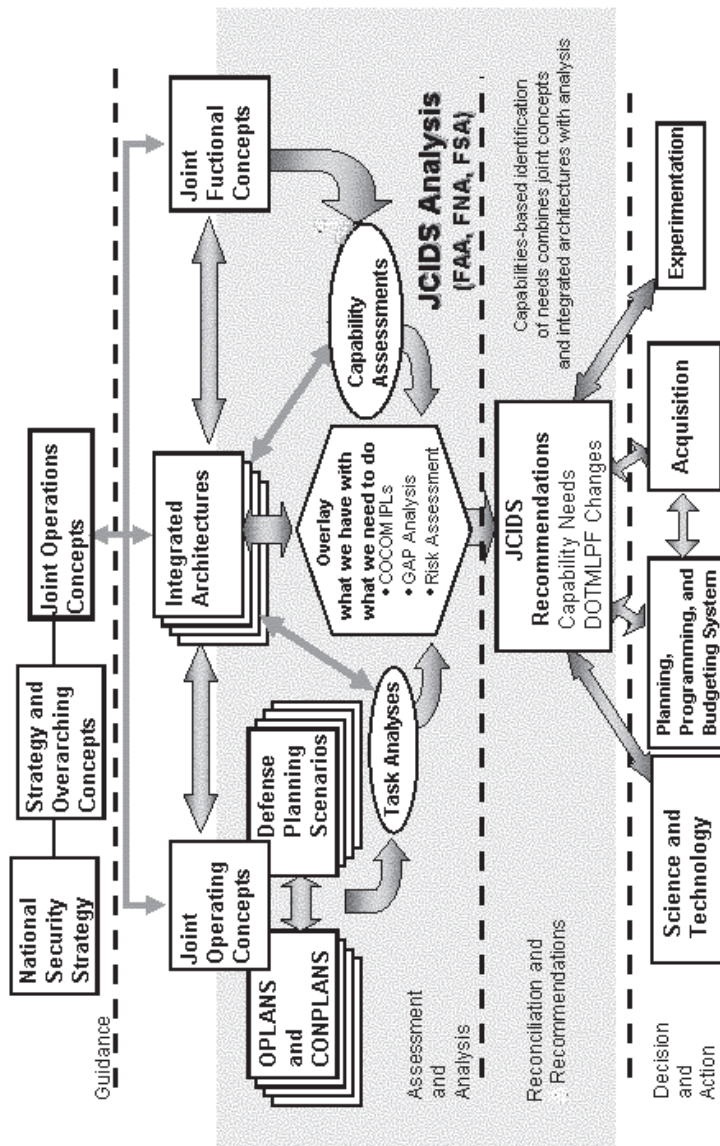 National
Security
Strategy
Strategy and
Overarching
Concepts
Joint Operations
Concepts
Guidance
Joint
Operating
Concepts
Integrated
Architectures
Joint
Fuctional
Concepts
OPLANS
and
CONPLANS
Defense
Planning
Scenarios
Task Analyses
Overlay
what we have with
what we need to do
• COCOM IPLs
• GAP Analysis
• Risk Assessment
Capability
Assessments
JCIDS Analysis
(FAA, FNA, FSA)
Assessment
and
Analysis
Reconciliation and
Recommendations
JCIDS
Recommendations
Capability Needs
DOTMLPF Changes
Capabilities-based identification
of needs combines joint concepts
and integrated architectures with analysis
Decision
and
Action
Science and
Technology
Planning,
Programming, and
Budgeting System
Acquisition
Experimentation